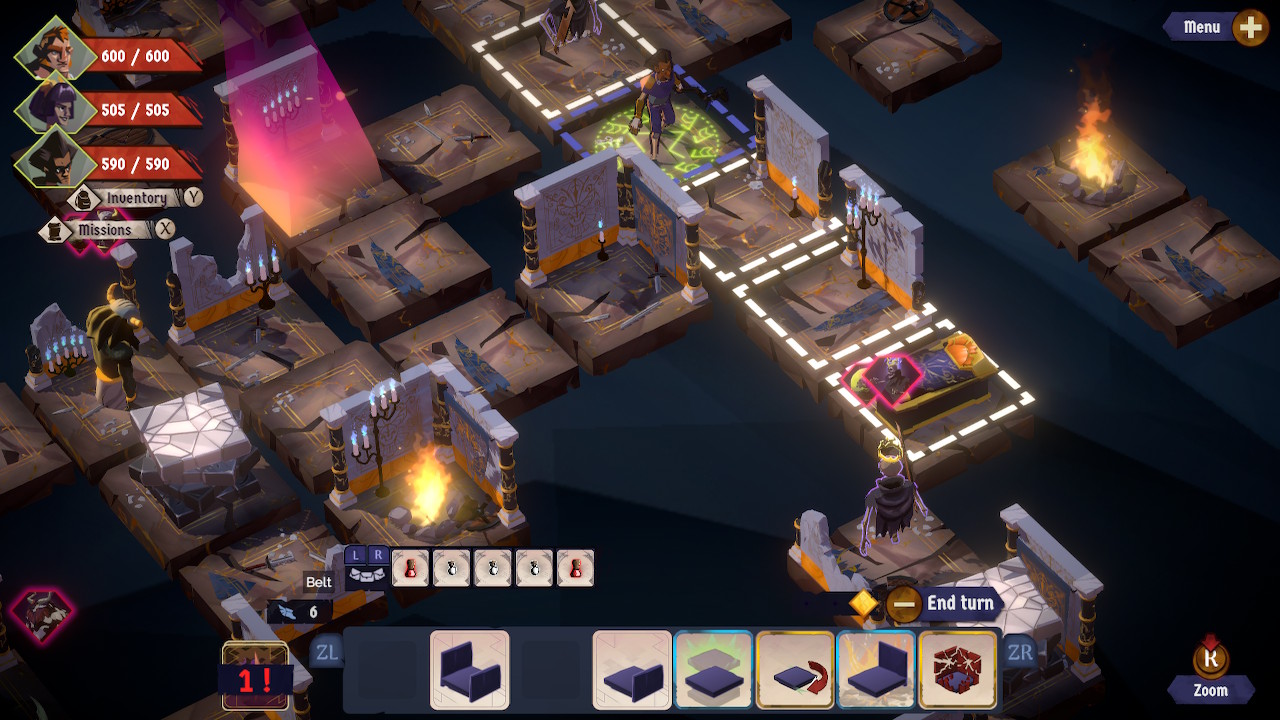 600 / 600
Menu
505 / 505
590 / 590
Inventory Y
Missions X
L R
Belt
6
End turn
ZL
ZR
1!
R
Zoom